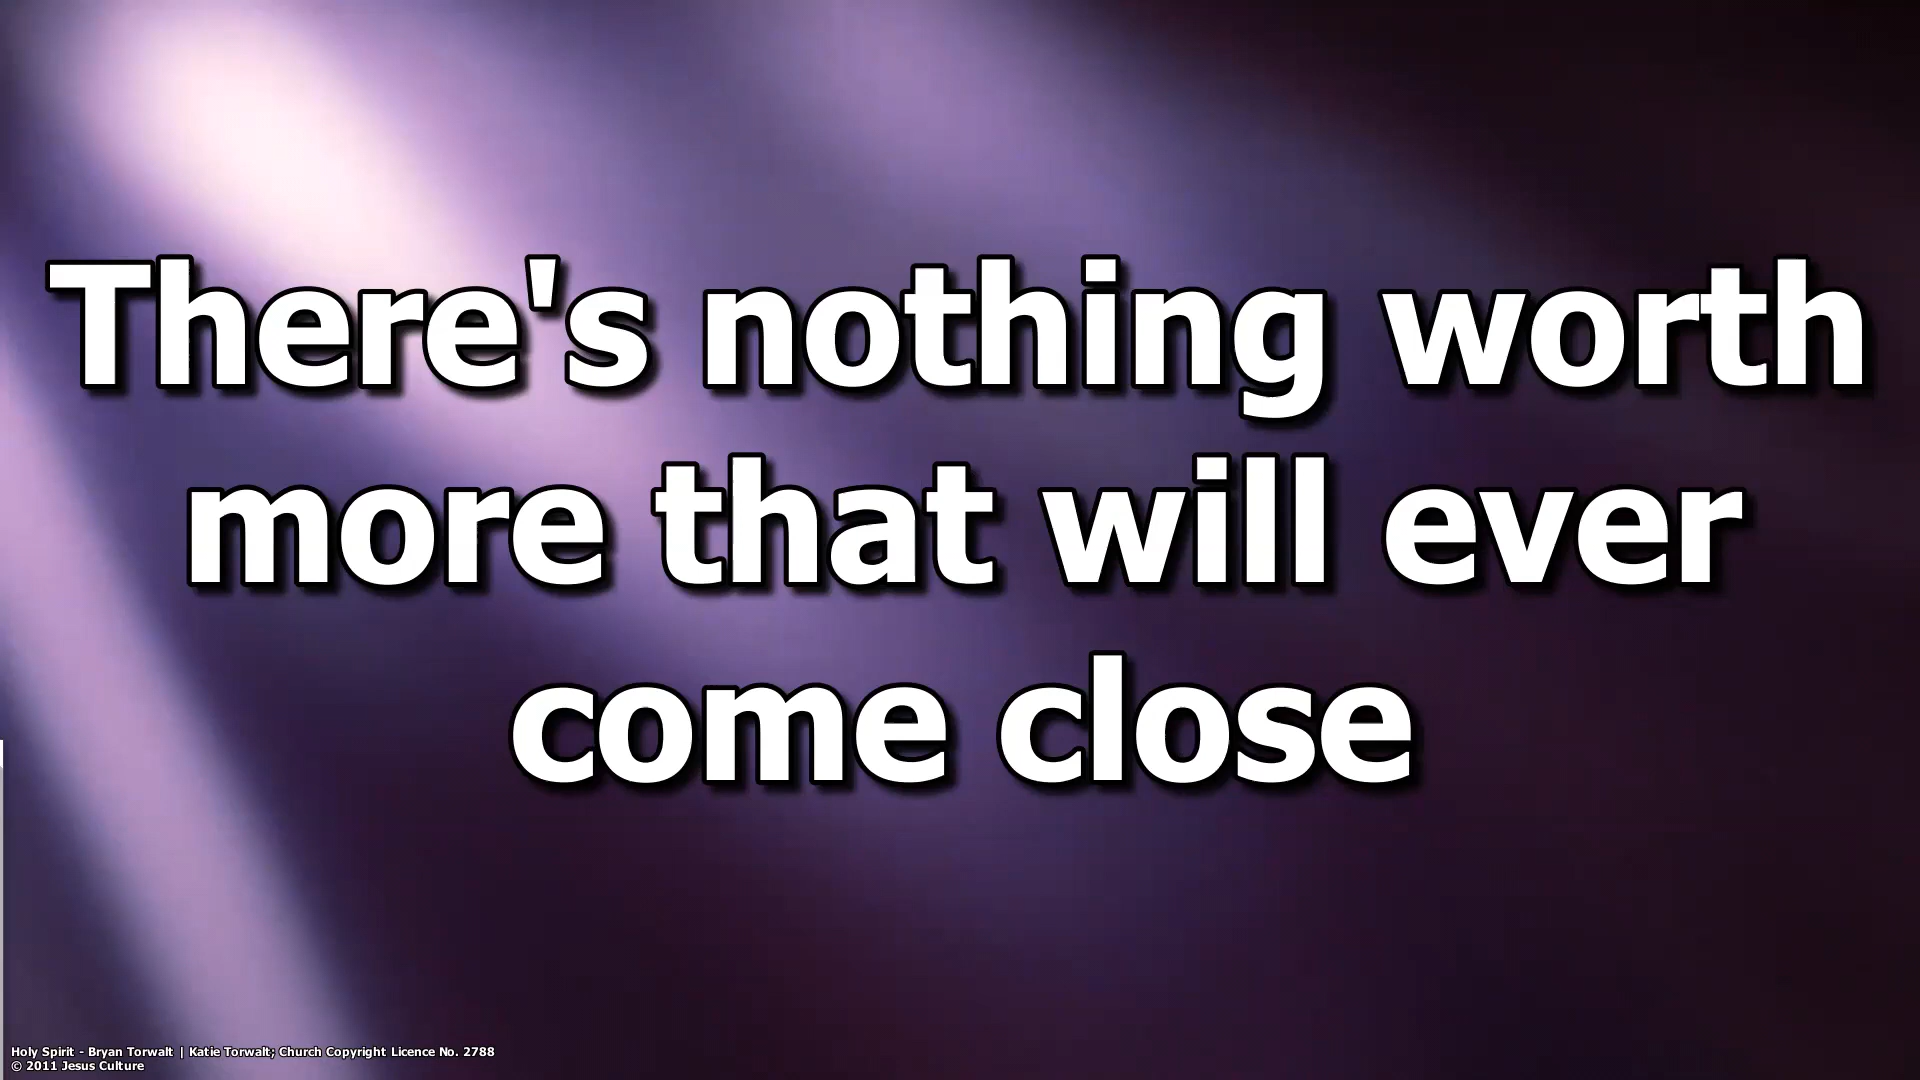 There's nothing worth
more that will ever
come close
Holy Spirit - Bryan Torwalt | Katie Torwalt; Church Copyright Licence No. 2788
© 2011 Jesus Culture